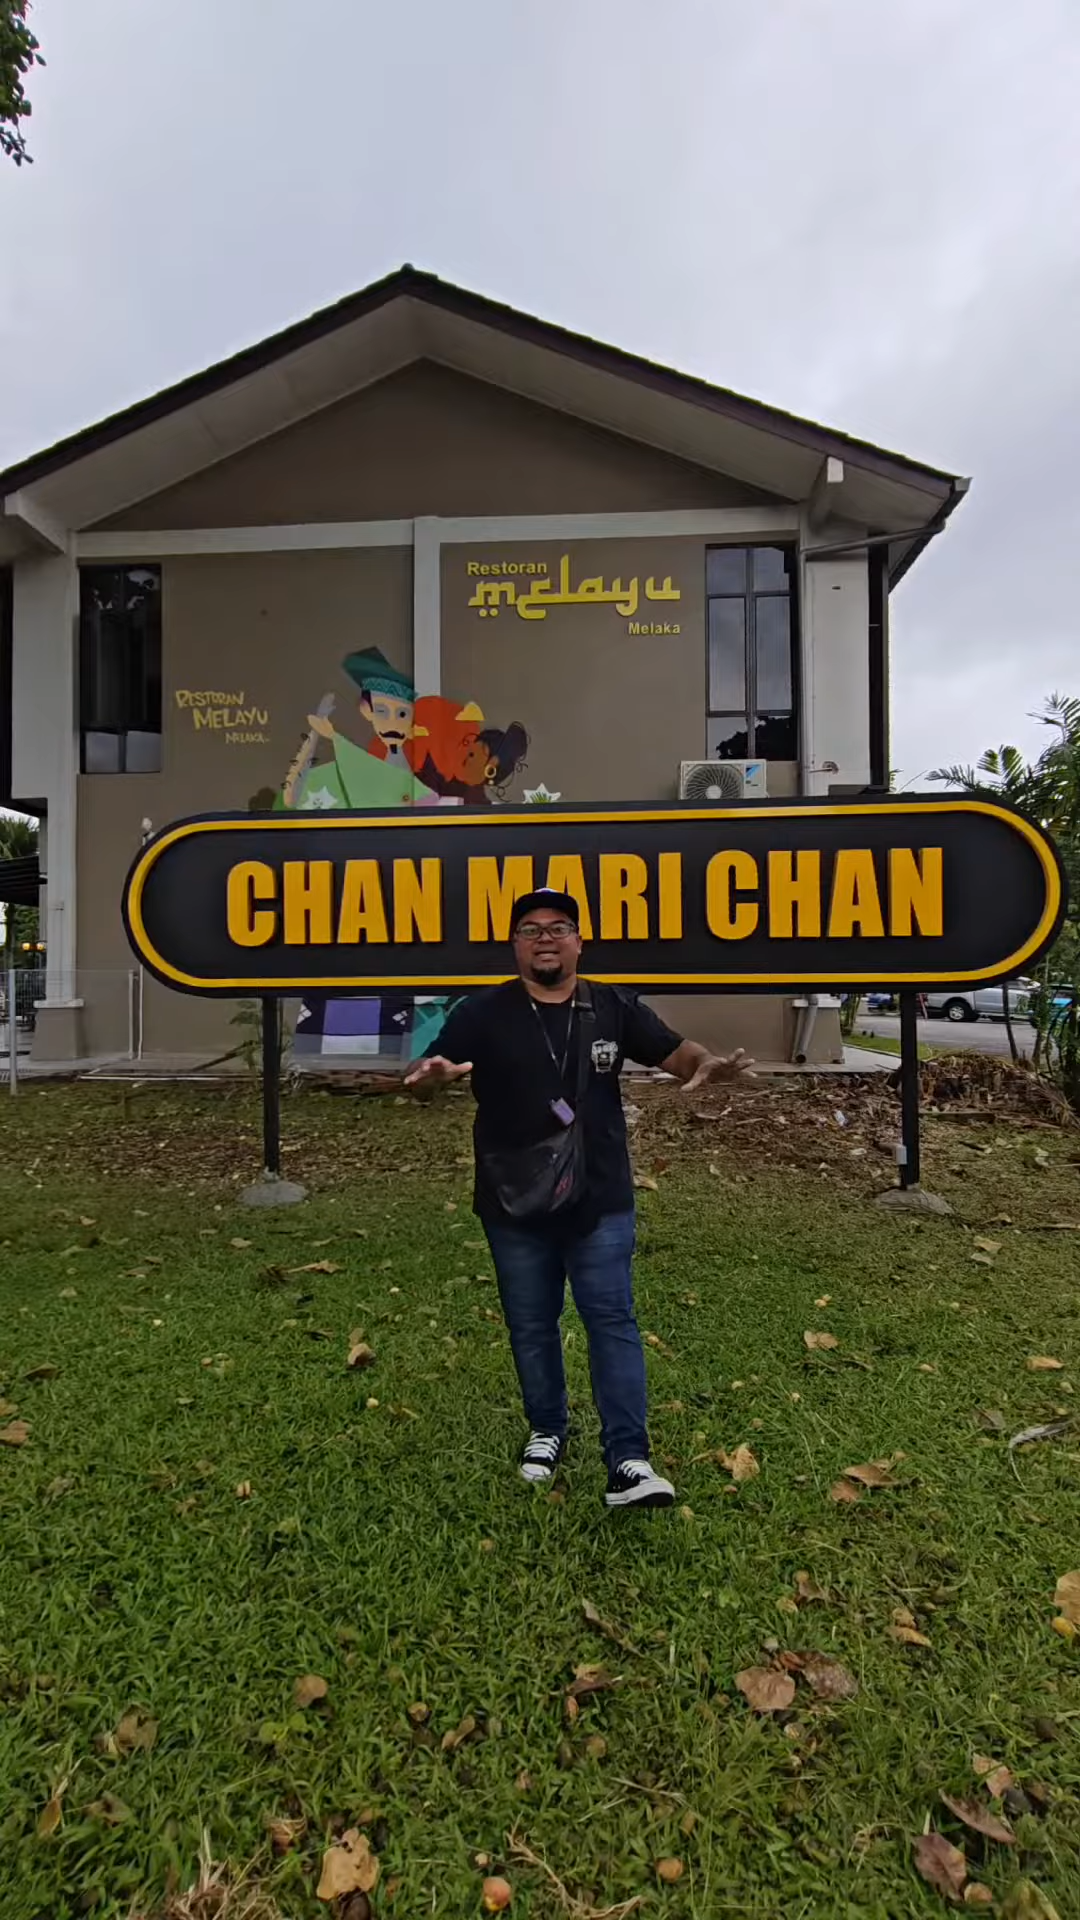 Restoran
melayu
Melaka
RESTORAN
MELAYU
MELAKA
CHAN MARI CHAN